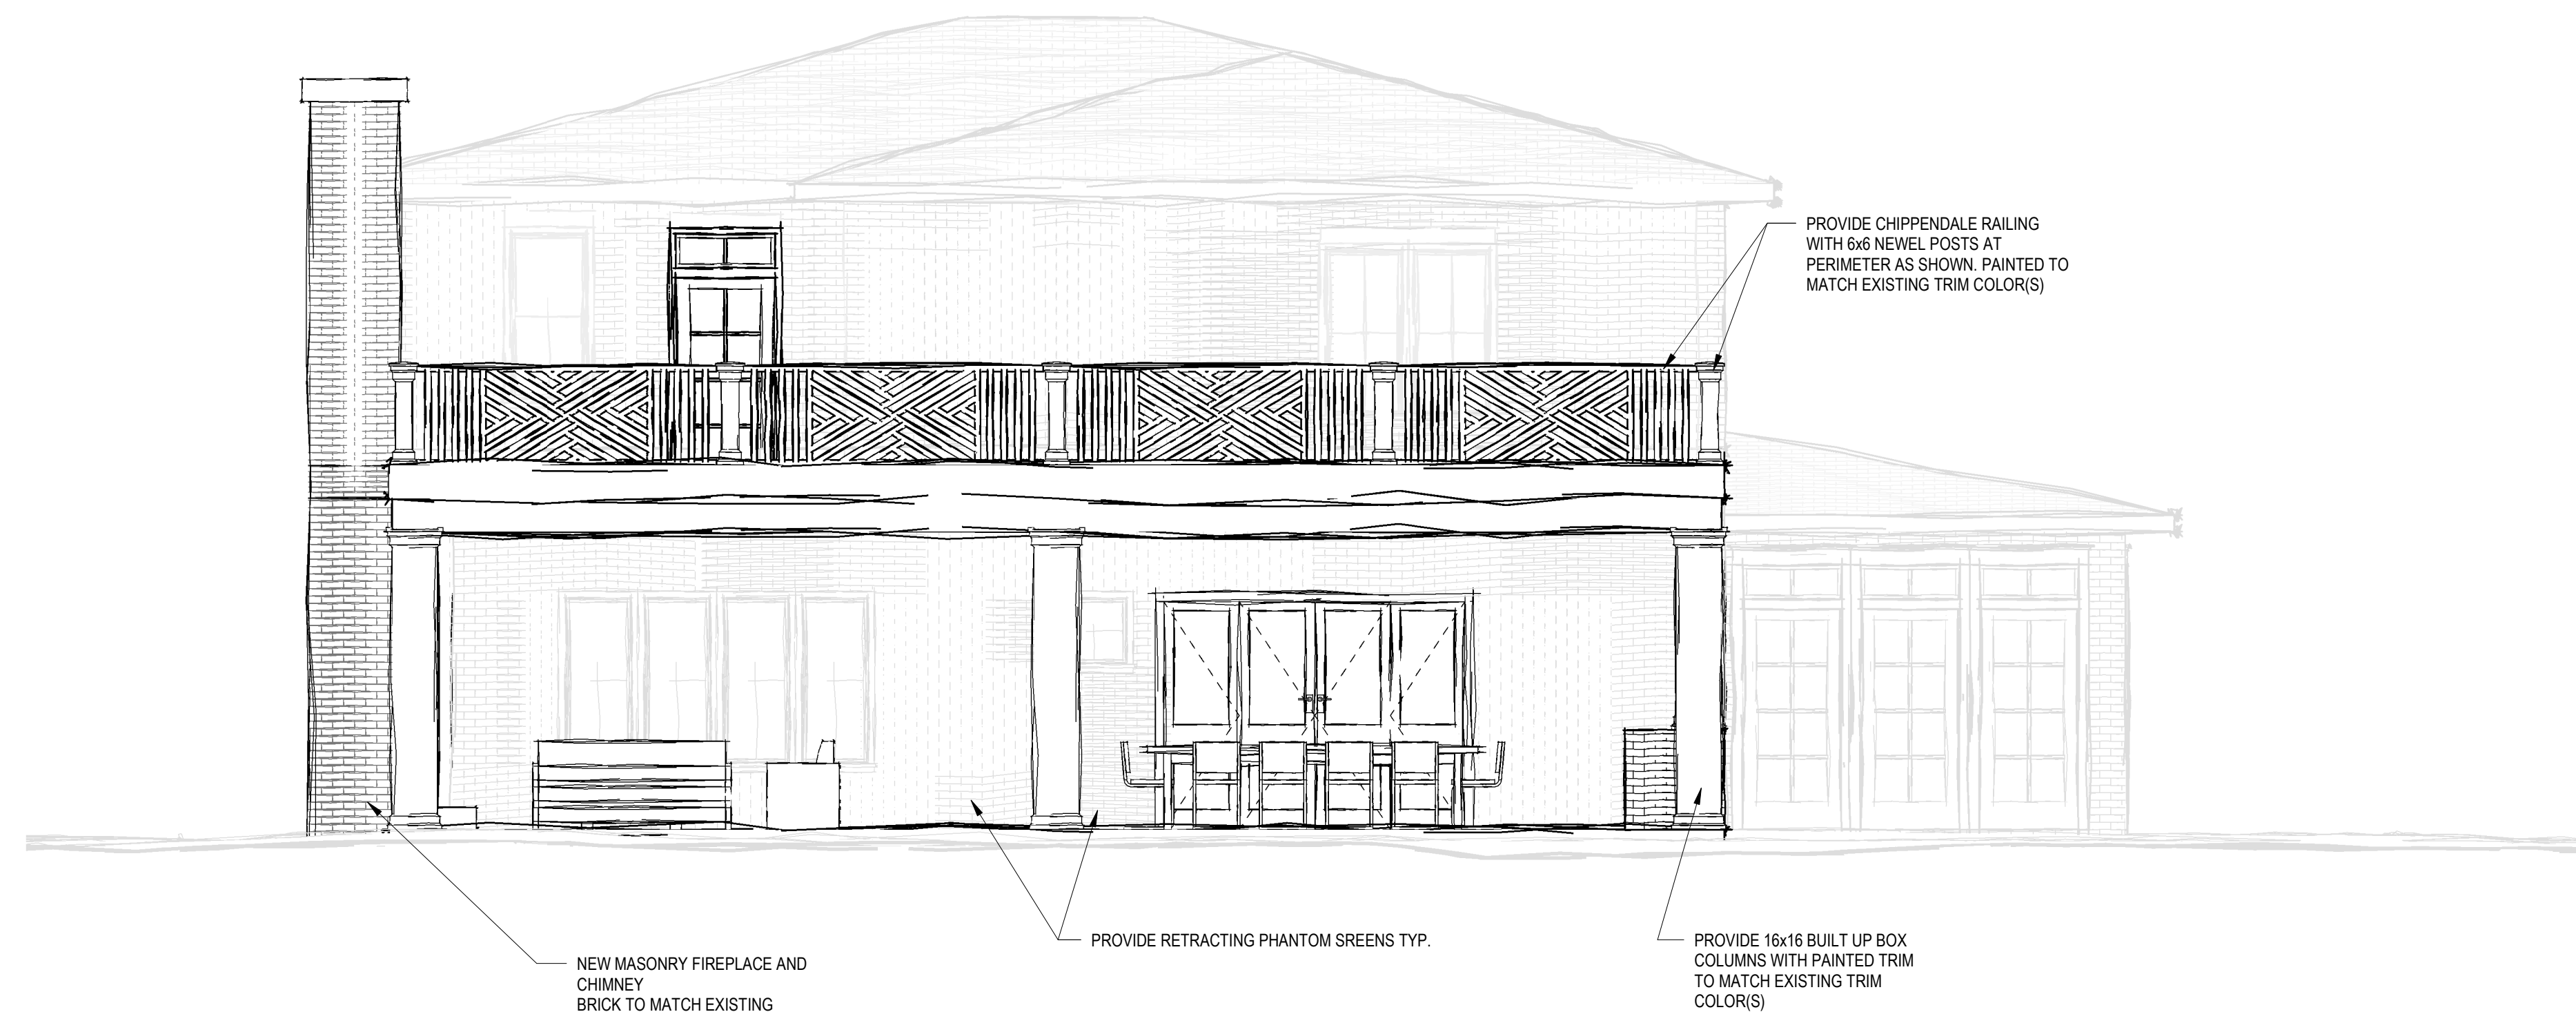 PROVIDE CHIPPENDALE RAILING
WITH 6x6 NEWEL POSTS AT
PERIMETER AS SHOWN. PAINTED TO
MATCH EXISTING TRIM COLOR(S)
PROVIDE RETRACTING PHANTOM SREENS TYP.
NEW MASONRY FIREPLACE AND
CHIMNEY
BRICK TO MATCH EXISTING
PROVIDE 16x16 BUILT UP BOX
COLUMNS WITH PAINTED TRIM
TO MATCH EXISTING TRIM
COLOR(S)